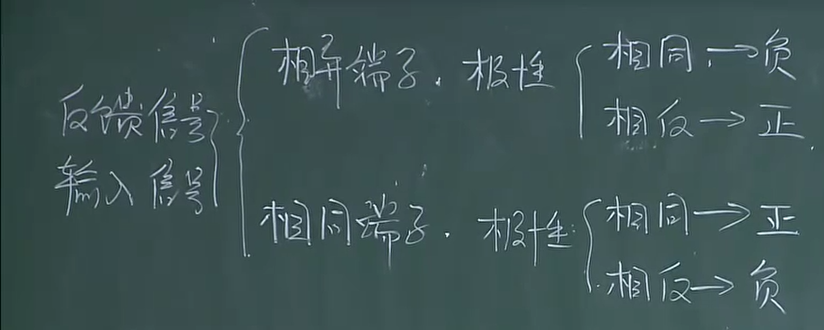 反馈信号
输入信号
相异端子.极性
相同→负
相反→正
相同端子.极性:
相同→正
相反→负